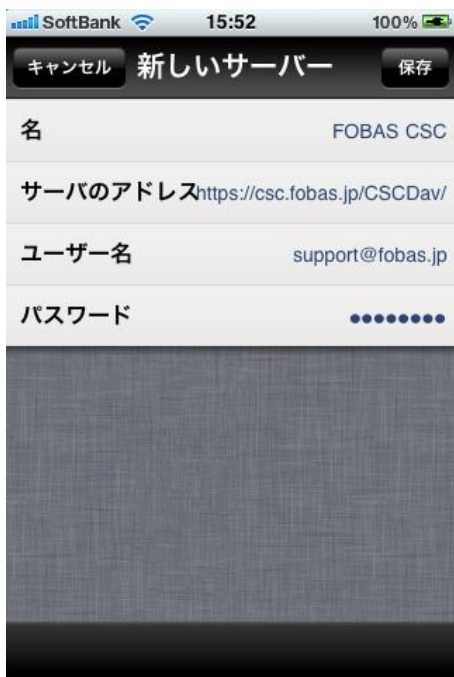 SoftBank 15:52 100%
キャンセル 新しいサーバー 保存
名 FOBAS CSC
サーバのアドレス https://csc.fobas.jp/CSCDav/
ユーザー名 support@fobas.jp
パスワード ●●●●●●●●